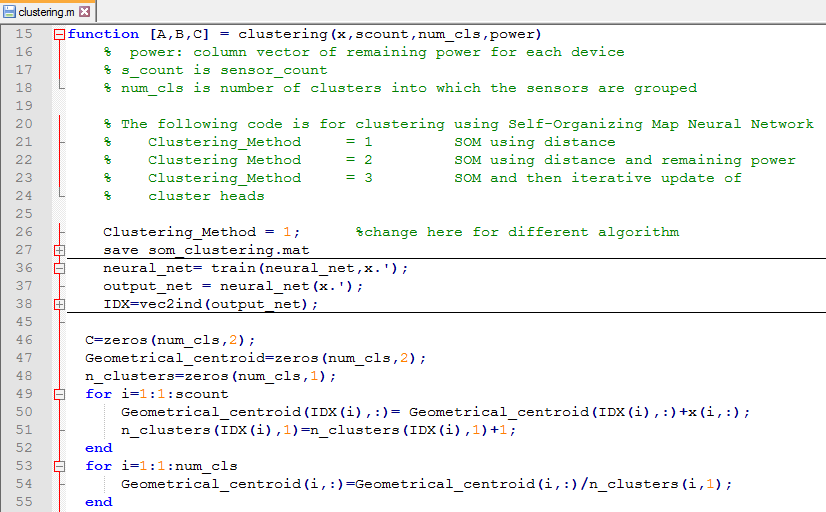 clustering.m
15 function [A,B,C] = clustering(x,scount,num_cls,power)
16 % power: column vector of remaining power for each device
17 % s_count is sensor_count
18 % num_cls is number of clusters into which the sensors are grouped
19
20 % The following code is for clustering using Self-Organizing Map Neural Network
21 % Clustering_Method = 1 SOM using distance
22 % Clustering_Method = 2 SOM using distance and remaining power
23 % Clustering_Method = 3 SOM and then iterative update of
24 % cluster heads
25
26 Clustering_Method = 1; %change here for different algorithm
27 save som_clustering.mat
36 neural_net= train(neural_net,x.');
37 output_net = neural_net(x.');
38 IDX=vec2ind(output_net);
45
46 C=zeros(num_cls,2);
47 Geometrical_centroid=zeros(num_cls,2);
48 n_clusters=zeros(num_cls,1);
49 for i=1:1:scount
50 Geometrical_centroid(IDX(i),:)= Geometrical_centroid(IDX(i),:)+x(i,:);
51 n_clusters(IDX(i),1)=n_clusters(IDX(i),1)+1;
52 end
53 for i=1:1:num_cls
54 Geometrical_centroid(i,:)=Geometrical_centroid(i,:)/n_clusters(i,1);
55 end